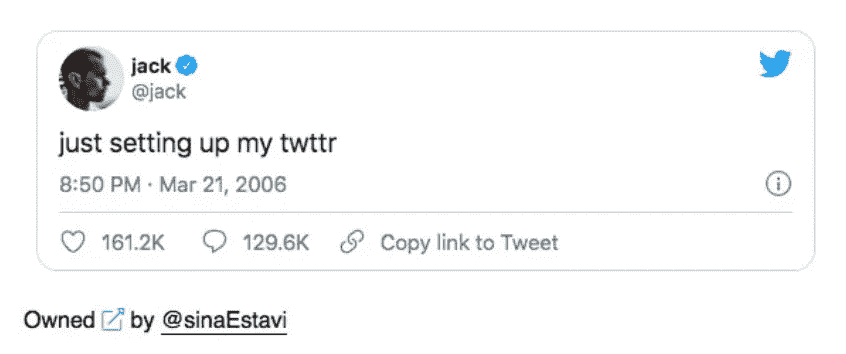 jack
@jack
just setting up my twttr
8:50 PM · Mar 21, 2006
161.2K 129.6K Copy link to Tweet
Owned by @sinaEstavi